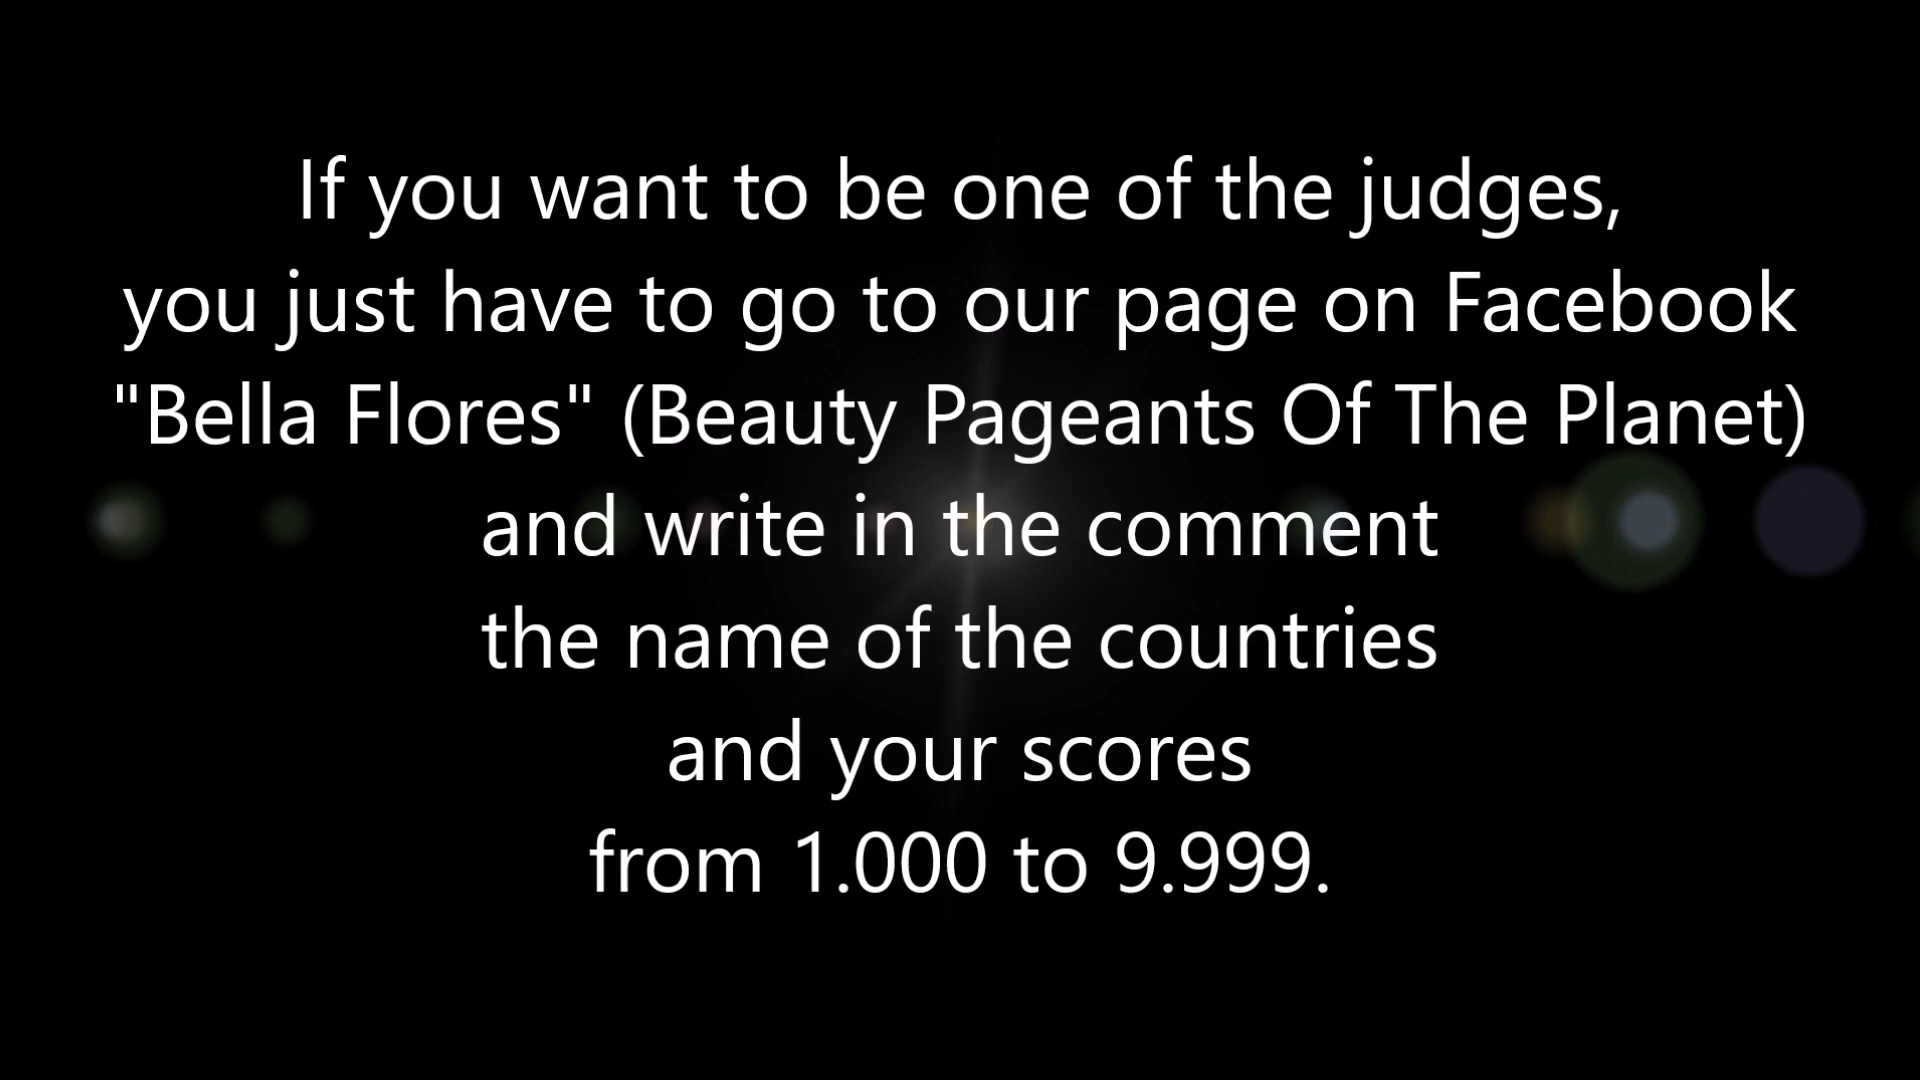 If you want to be one of the judges,
you just have to go to our page on Facebook
"Bella Flores" (Beauty Pageants Of The Planet)
and write in the comment
the name of the countries
and your scores
from 1.000 to 9.999.